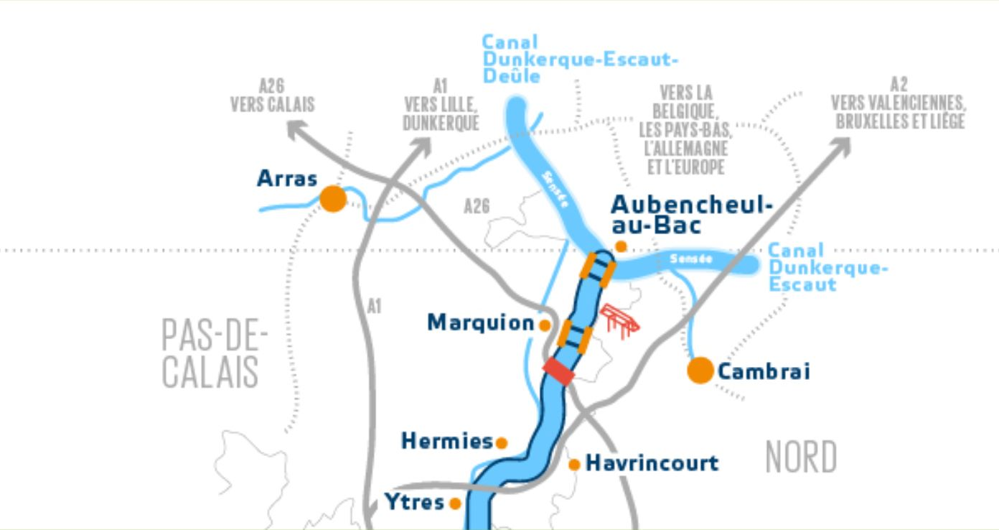 Canal
Dunkerque-Escaut-
Deûle
A26
VERS CALAIS
A1
VERS LILLE,
DUNKERQUE
VERS LA
BELGIQUE,
LES PAYS-BAS,
L'ALLEMAGNE
ET L'EUROPE
A2
VERS VALENCIENNES,
BRUXELLES ET LIÈGE
Arras
Sensée
A26
Aubencheul-
au-Bac
Sensée
Canal
Dunkerque-
Escaut
A1
Marquion
PAS-DE-
CALAIS
Cambrai
Hermies
Havrincourt
NORD
Ytres